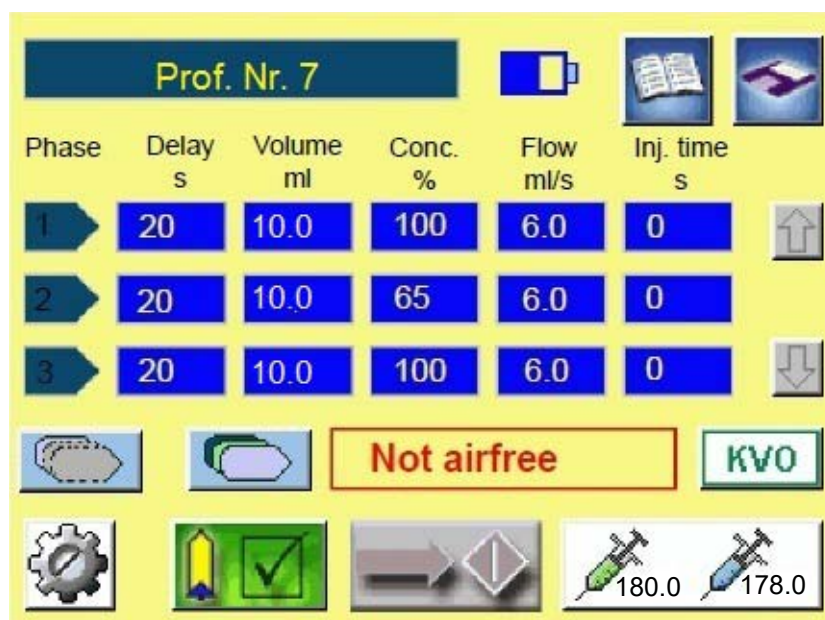 Prof. Nr. 7
Phase Delay Volume Conc. Flow Inj. time
s ml % ml/s s
1 20 10.0 100 6.0 0
2 20 10.0 65 6.0 0
3 20 10.0 100 6.0 0
Not airfree KVO
180.0 178.0